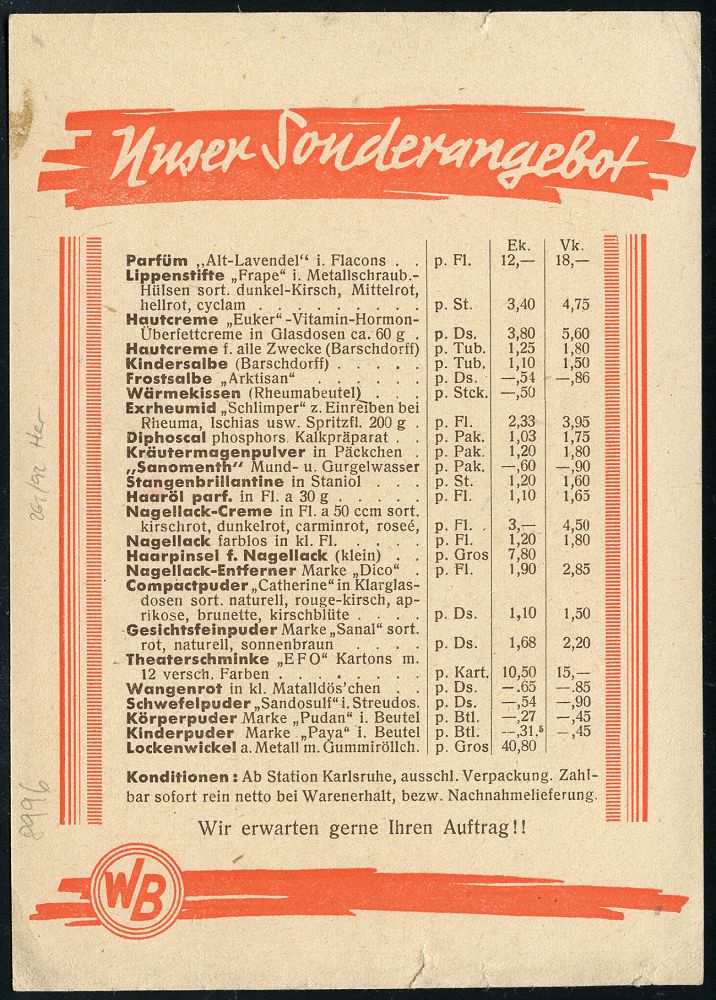 Unser Sonderangebot
Ek. Vk.
Parfüm „Alt-Lavendel“ i. Flacons . . p. Fl. 12,— 18,—
Lippenstifte „Frape“ i. Metallschraub.-
Hülsen sort. dunkel-Kirsch, Mittelrot,
hellrot, cyclam . . . . . . . . . p. St. 3,40 4,75
Hautcreme „Euker“-Vitamin-Hormon-
Überfettcreme in Glasdosen ca. 60 g . p. Ds. 3,80 5,60
Hautcreme f. alle Zwecke (Barschdorff) p. Tub. 1,25 1,80
Kindersalbe (Barschdorff) . . . . . p. Tub. 1,10 1,50
Frostsalbe „Arktisan“ . . . . . p. Ds. —,54 —,86
Wärmekissen (Rheumabeutel) . . . p. Stck. —,50
Exrheumid „Schlimper“ z. Einreiben bei
Rheuma, Ischias usw. Spritzfl. 200 g . p. Fl. 2,33 3,95
Diphoscal phosphors. Kalkpräparat . . p. Pak. 1,03 1,75
Kräutermagenpulver in Päckchen . p. Pak. 1,20 1,80
„Sanomenth“ Mund- u. Gurgelwasser p. Pak. —,60 —,90
Stangenbrillantine in Staniol . . . p. St. 1,20 1,60
Haaröl parf. in Fl. a 30 g . . . . . p. Fl. 1,10 1,65
Nagellack-Creme in Fl. a 50 ccm sort.
kirschrot, dunkelrot, carminrot, roseé, p. Fl. . 3,— 4,50
Nagellack farblos in kl. Fl. . . . . p. Fl. 1,20 1,80
Haarpinsel f. Nagellack (klein) . . p. Gros 7,80
Nagellack-Entferner Marke „Dico“ . p. Fl. 1,90 2,85
Compactpuder „Catherine“ in Klarglas-
dosen sort. naturell, rouge-kirsch, ap-
rikose, brunette, kirschblüte . . . . p. Ds. 1,10 1,50
Gesichtsfeinpuder Marke „Sanal“ sort.
rot, naturell, sonnenbraun . . . . p. Ds. 1,68 2,20
Theaterschminke „EFO“ Kartons m.
12 versch. Farben . . . . . . . . p. Kart. 10,50 15,—
Wangenrot in kl. Matalldös'chen . . p. Ds. —.65 —.85
Schwefelpuder „Sandosulf“ i. Streudos. p. Ds. —,54 —,90
Körperpuder Marke „Pudan“ i. Beutel p. Btl. —,27 —,45
Kinderpuder Marke „Paya“ i. Beutel p. Btl. —,31,5 —,45
Lockenwickel a. Metall m. Gummiröllch. p. Gros 40,80
Konditionen: Ab Station Karlsruhe, ausschl. Verpackung. Zahl-
bar sofort rein netto bei Warenerhalt, bezw. Nachnahmelieferung.
Wir erwarten gerne Ihren Auftrag!!
WB
8996